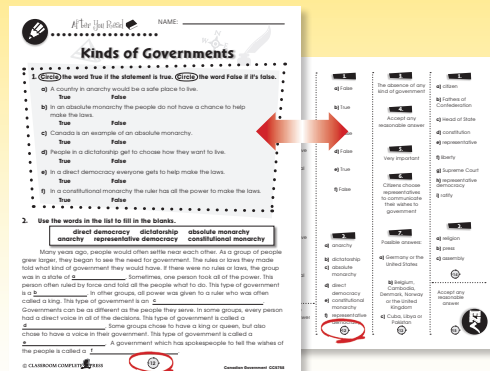 After You Read
NAME:
Kinds of Governments
1. Circle the word True if the statement is true. Circle the word False if it's false.
a) A country in anarchy would be a safe place to live.
True False
b) In an absolute monarchy the people do not have a chance to help
make the laws.
True False
c) Canada is an example of an absolute monarchy.
True False
d) People in a dictatorship get to choose how they want to live.
True False
e) In a direct democracy everyone gets to help make the laws.
True False
f) In a constitutional monarchy the ruler has all the power to make the laws.
True False
2. Use the words in the list to fill in the blanks.
direct democracy dictatorship absolute monarchy
anarchy representative democracy constitutional monarchy
Many years ago, people would often settle near each other. As a group of people
grew larger, they began to see the need for government. The rules or laws they made
told what kind of government they would have. If there were no rules or laws, the group
was in a state of a . Sometimes, one person took all of the power. This
person often ruled by force and told all the people what to do. This type of government
is a b . In other groups, all power was given to a ruler who was often
called a king. This type of government is an c
Governments can be as different as the people they serve. In some groups, every person
had a direct voice in all of the decisions. This type of government is called a
d . Some groups chose to have a king or queen, but also
chose to have a voice in their government. This type of government is called a
e . A government which has spokespeople to tell the wishes of
the people is called a f
© CLASSROOM COMPLETE PRESS
12
Canadian Government CC5758
1.
a) False
b) True
d) False
e) True
f) False
2.
a) anarchy
b) dictatorship
c) absolute
monarchy
d) direct
democracy
e) constitutional
monarchy
f) representative
democracy
12
3.
The absence of any
kind of government
4.
Accept any
reasonable answer
5.
Very important
6.
Citizens choose
representatives
to communicate
their wishes to
government
7.
Possible answers:
a) Germany or the
United States
b) Belgium,
Cambodia,
Denmark, Norway
or the United
Kingdom
c) Cuba, Libya or
Pakistan
a) citizen
b) Fathers of
Confederation
c) Head of State
d) constitution
e) representative
f) liberty
g) Supreme Court
h) representative
democracy
i) ratify
a) religion
b) press
c) assembly
Accept any
reasonable
answer
EZ